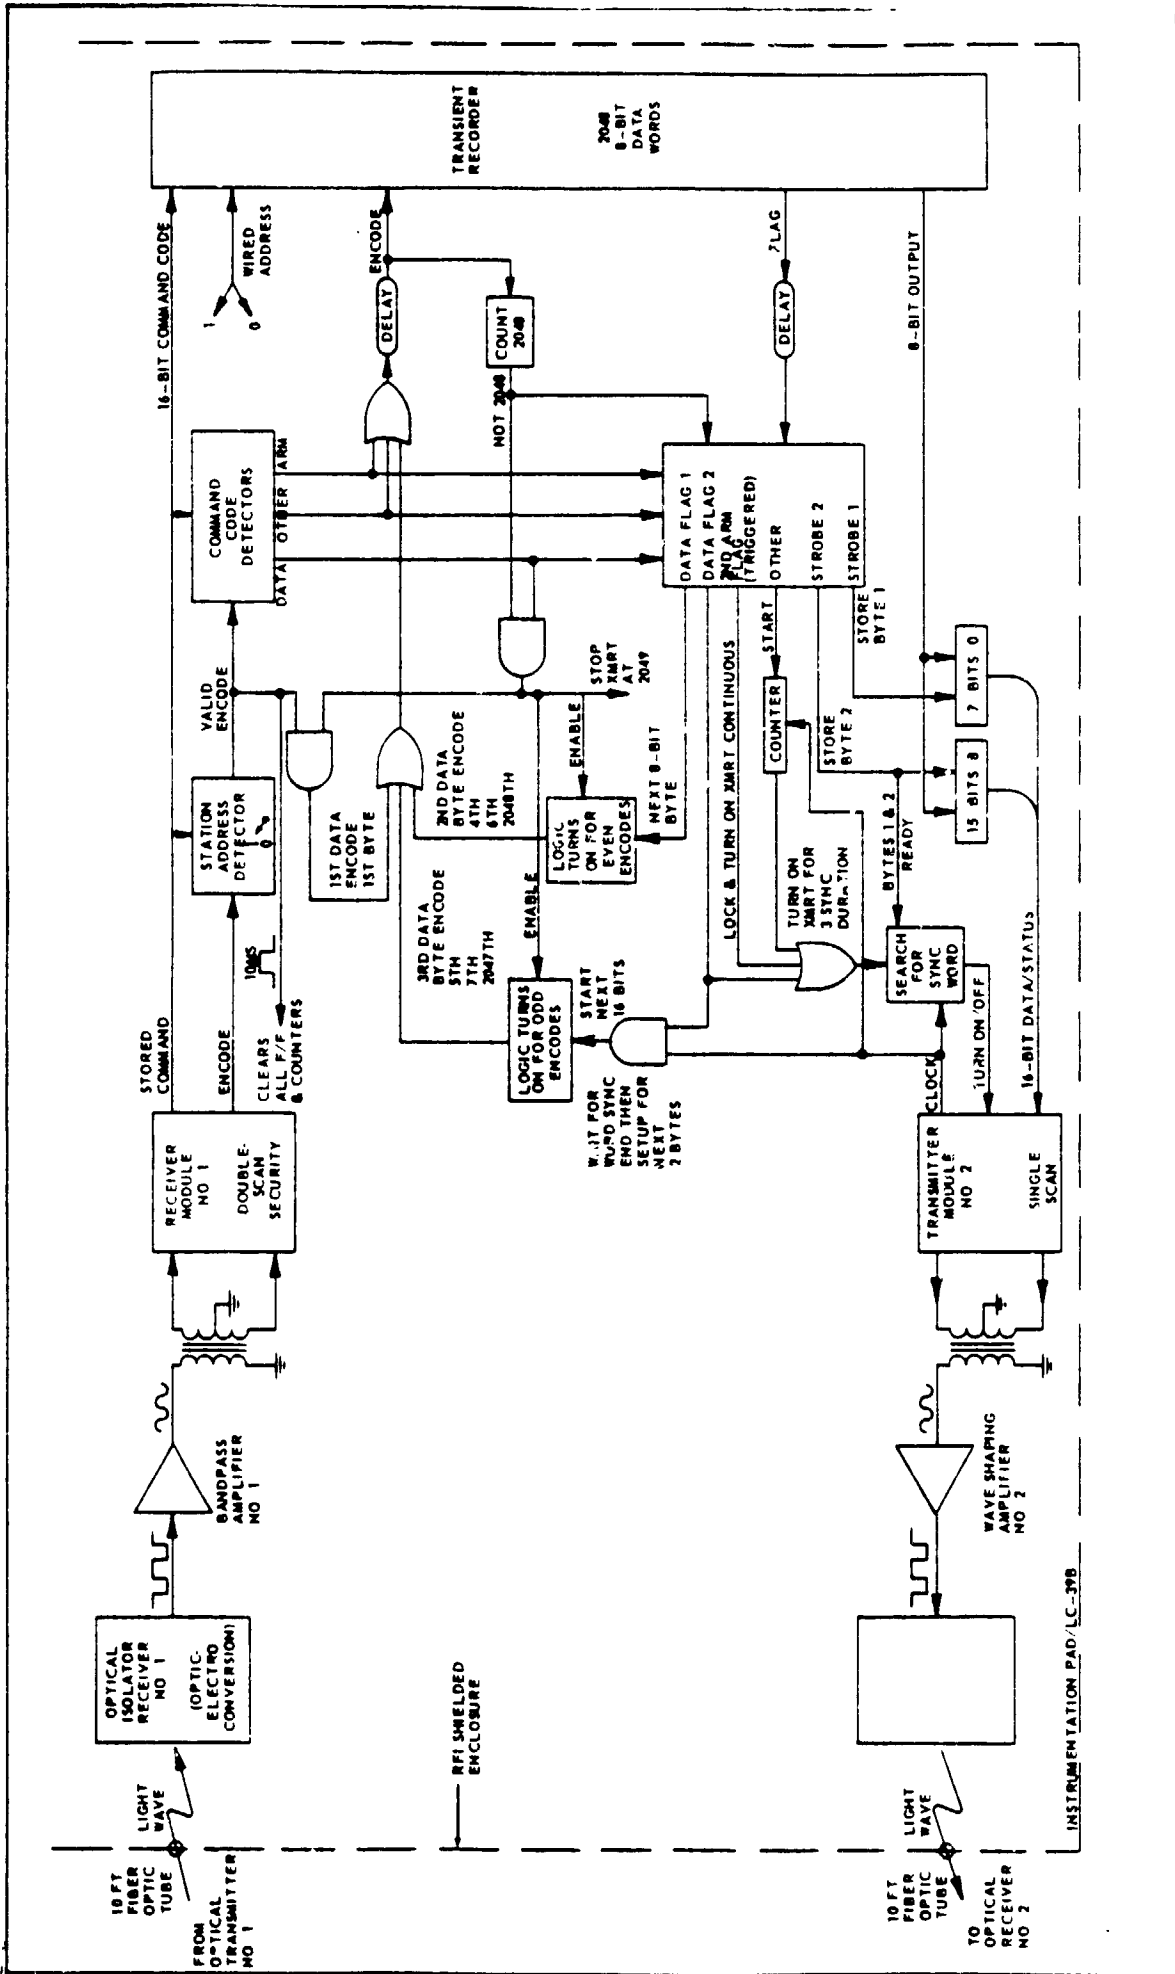 10 FT
FIBER
OPTIC
TUBE
FROM
OPTICAL
TRANSMITTER
NO 1
LIGHT
WAVE
OPTICAL
ISOLATOR
RECEIVER
NO 1
(OPTIC-
ELECTRO
CONVERSION)
BANDPASS
AMPLIFIER
NO 1
RECEIVER
MODULE
NO 1
DOUBLE-
SCAN
SECURITY
STORED
COMMAND
ENCODE
CLEARS
ALL F/F
& COUNTERS
STATION
ADDRESS
DETECTOR
1
0
VALID
ENCODE
COMMAND
CODE
DETECTORS
DATA
OTHER
ARM
16-BIT COMMAND CODE
1
0
WIRED
ADDRESS
TRANSIENT
RECORDER
2048
8-BIT
DATA
WORDS
1ST DATA
ENCODE
1ST BYTE
DELAY
ENCODE
3RD DATA
BYTE ENCODE
5TH
7TH
2047TH
2ND DATA
BYTE ENCODE
4TH
6TH
2048TH
COUNT
2048
NOT 2048
ENABLE
ENABLE
STOP
XMRT
AT
2049
LOGIC TURNS
ON FOR ODD
ENCODES
LOGIC
TURNS
ON FOR
EVEN
ENCODES
START
NEXT
16 BITS
WORD SYNC
END THEN
SETUP FOR
NEXT
2 BYTES
NEXT 8-BIT
BYTE
DATA FLAG 1
DATA FLAG 2
2ND ARM
FLAG
(TRIGGERED)
OTHER
STROBE 2
STROBE 1
DELAY
FLAG
LOCK & TURN ON XMRT CONTINUOUS
START
COUNTER
TURN ON
XMRT FOR
3 SYNC
DURATION
STORE
BYTE 2
STORE
BYTE 1
BYTES 1 & 2
READY
SEARCH
FOR
SYNC
WORD
8-BIT OUTPUT
15 BITS 8
7 BITS 0
CLOCK
TURN ON/OFF
16-BIT DATA/STATUS
TRANSMITTER
MODULE
NO 2
SINGLE
SCAN
WAVE SHAPING
AMPLIFIER
NO 2
RFI SHIELDED
ENCLOSURE
LIGHT
WAVE
10 FT
FIBER
OPTIC
TUBE
TO
OPTICAL
RECEIVER
NO 2
INSTRUMENTATION PAD/LC-39B